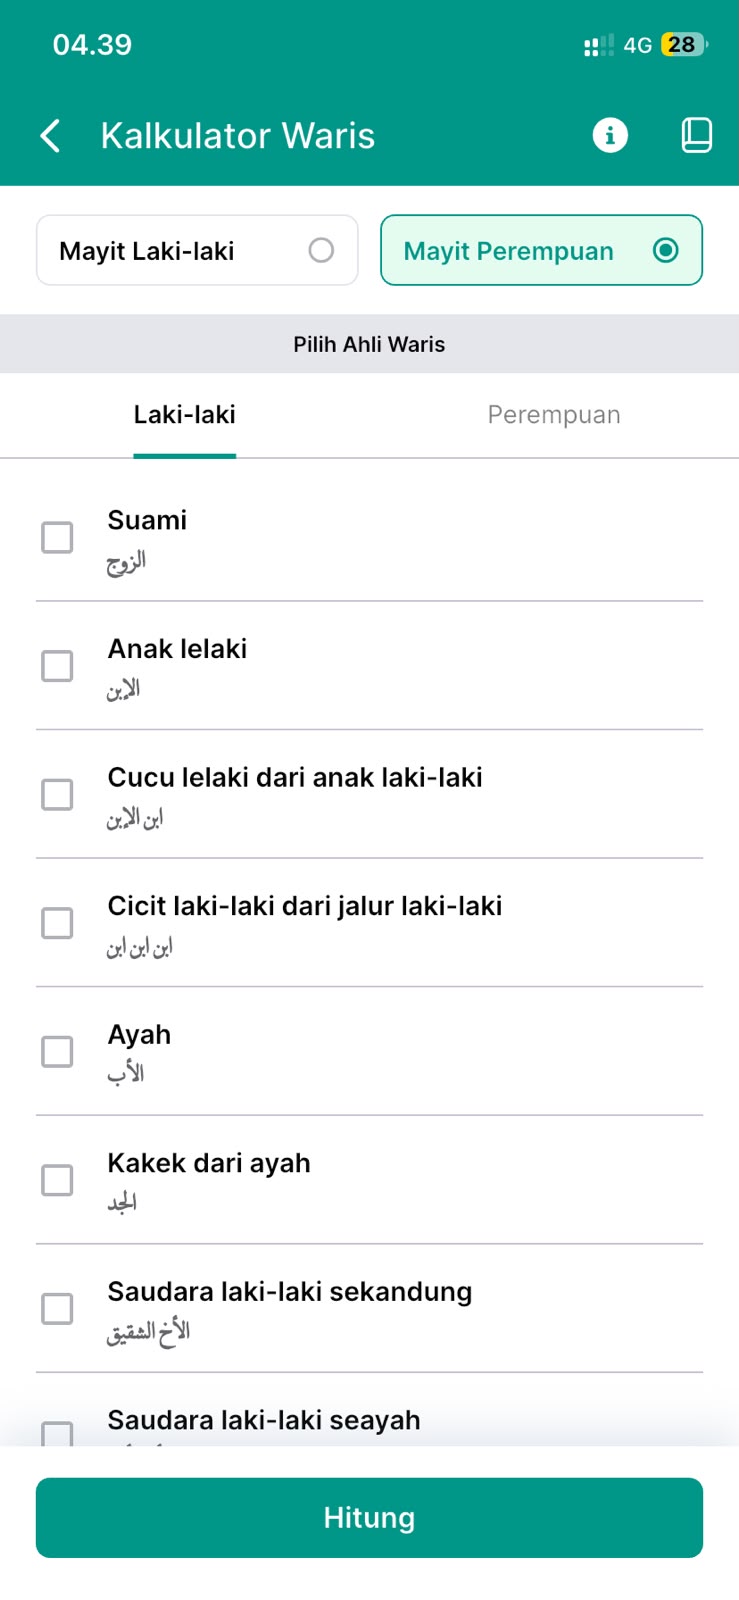 04.39
4G 28
Kalkulator Waris
Mayit Laki-laki
Mayit Perempuan
Pilih Ahli Waris
Laki-laki
Perempuan
Suami
الزوج
Anak lelaki
الإبن
Cucu lelaki dari anak laki-laki
ابن الإبن
Cicit laki-laki dari jalur laki-laki
ابن ابن ابن
Ayah
الأب
Kakek dari ayah
الجد
Saudara laki-laki sekandung
الأخ الشقيق
Saudara laki-laki seayah
Hitung